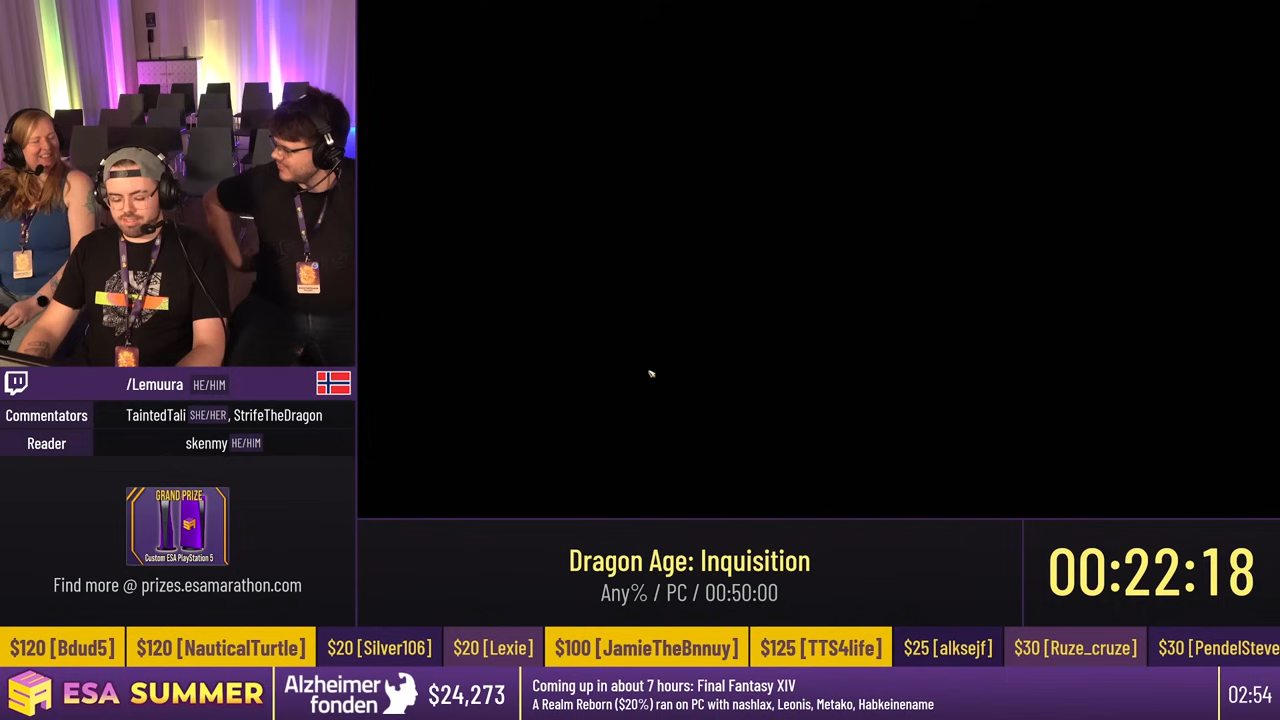 /Lemuura HE/HIM
Commentators TaintedTali SHE/HER, StrifeTheDragon
Reader skenmy HE/HIM
GRAND PRIZE
Custom ESA PlayStation 5
Find more @ prizes.esamarathon.com
Dragon Age: Inquisition
Any% / PC / 00:50:00
00:22:18
$120 [Bdud5] $120 [NauticalTurtle] $20 [Silver106] $20 [Lexie] $100 [JamieTheBnnuy] $125 [TTS4life] $25 [alksejf] $30 [Ruze_cruze] $30 [PendelSteve
ESA SUMMER
Alzheimer
fonden
$24,273
Coming up in about 7 hours: Final Fantasy XIV
A Realm Reborn ($20%) ran on PC with nashlax, Leonis, Metako, Habkeinename
02:54